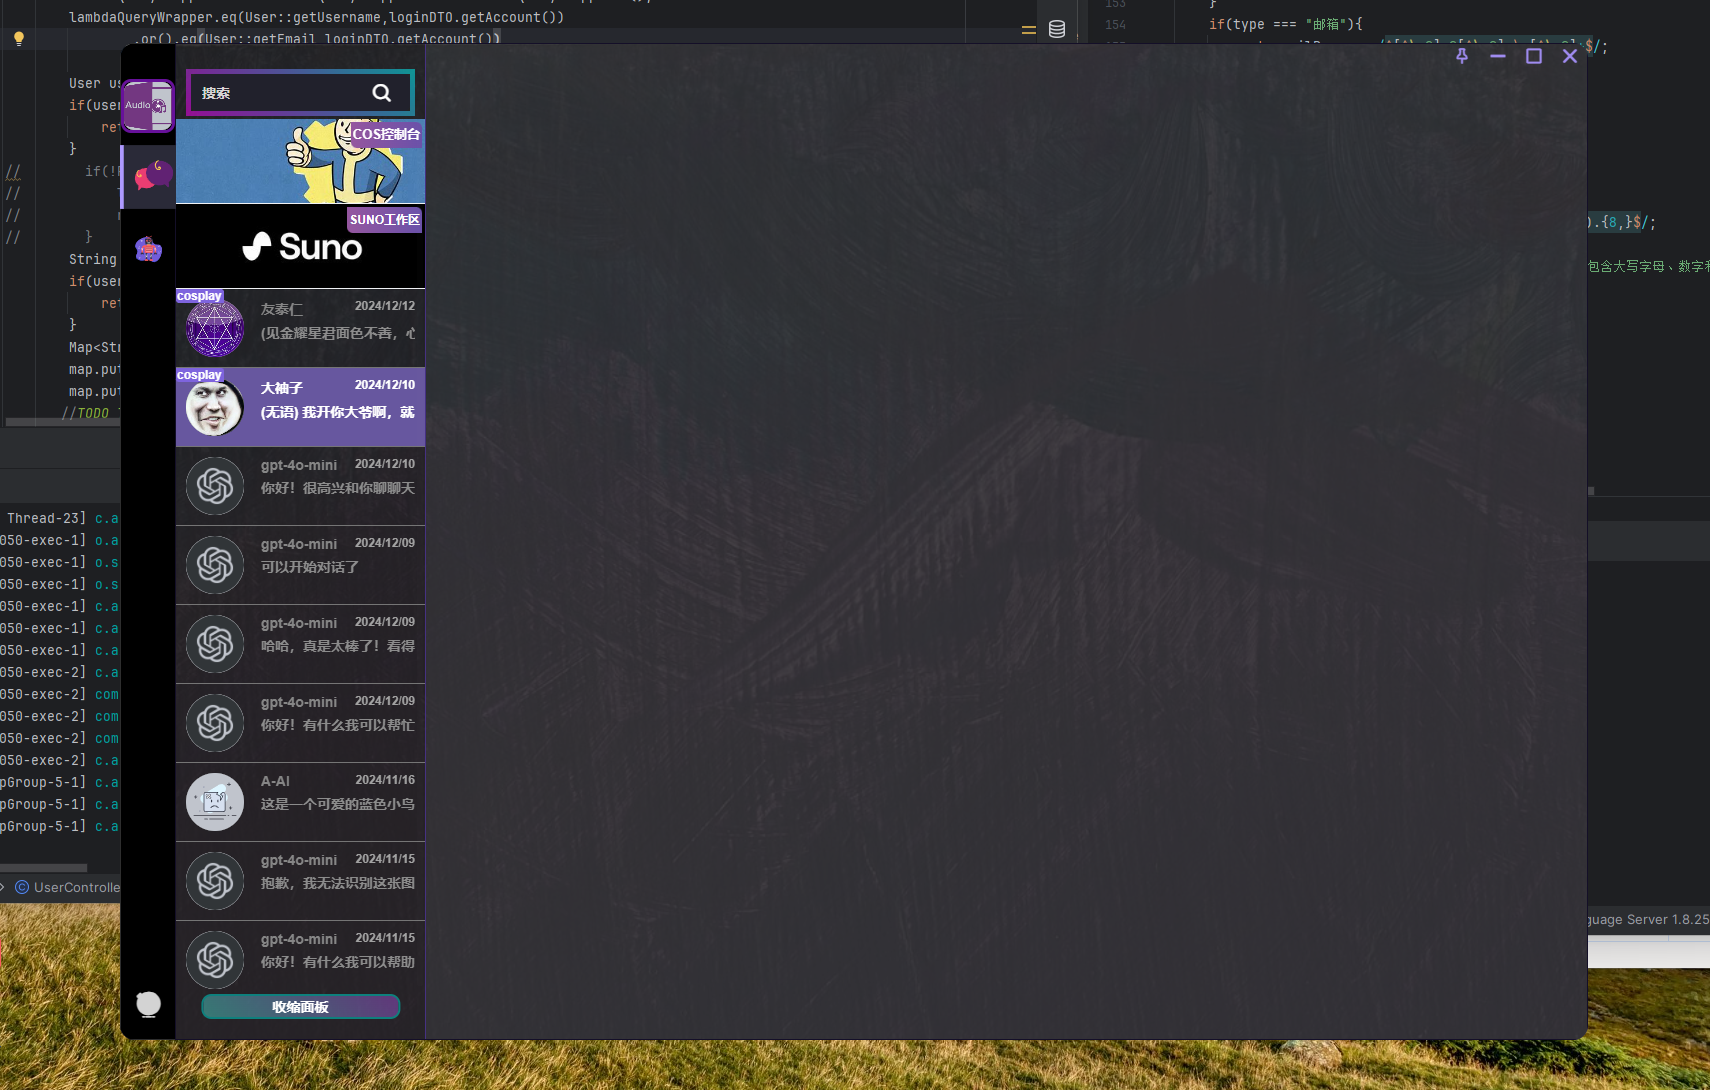 lambdaQueryWrapper.eq(User::getUsername,loginDTO.getAccount())
.or().eq(User::getEmail,loginDTO.getAccount())
User us
if(user
ret
}
// if(!
//
//
// }
String
if(user
ret
}
Map<Str
map.put
map.put
//TODO
153
}
154
if(type === "邮箱"){
$/;
).{8,}$/;
包含大写字母、数字和
Audio
搜索
COS控制台
SUNO工作区
Suno
cosplay
友泰仁
2024/12/12
(见金耀星君面色不善，心
cosplay
大袖子
2024/12/10
(无语) 我开你大爷啊，就
gpt-4o-mini
2024/12/10
你好！很高兴和你聊聊天
gpt-4o-mini
2024/12/09
可以开始对话了
gpt-4o-mini
2024/12/09
哈哈，真是太棒了！看得
gpt-4o-mini
2024/12/09
你好！有什么我可以帮忙
A-AI
2024/11/16
这是一个可爱的蓝色小鸟
gpt-4o-mini
2024/11/15
抱歉，我无法识别这张图
gpt-4o-mini
2024/11/15
你好！有什么我可以帮助
收缩面板
Thread-23] c.a
050-exec-1] o.a
050-exec-1] o.s
050-exec-1] o.s
050-exec-1] c.a
050-exec-1] c.a
050-exec-1] c.a
050-exec-2] c.a
050-exec-2] com
050-exec-2] com
050-exec-2] com
050-exec-2] c.a
pGroup-5-1] c.a
pGroup-5-1] c.a
pGroup-5-1] c.a
UserControlle
guage Server 1.8.25